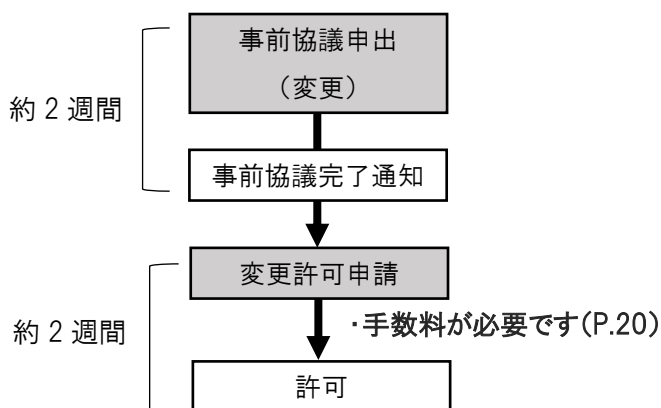 事前協議申出
（変更）
約2週間
事前協議完了通知
変更許可申請
・手数料が必要です(P.20)
約2週間
許可